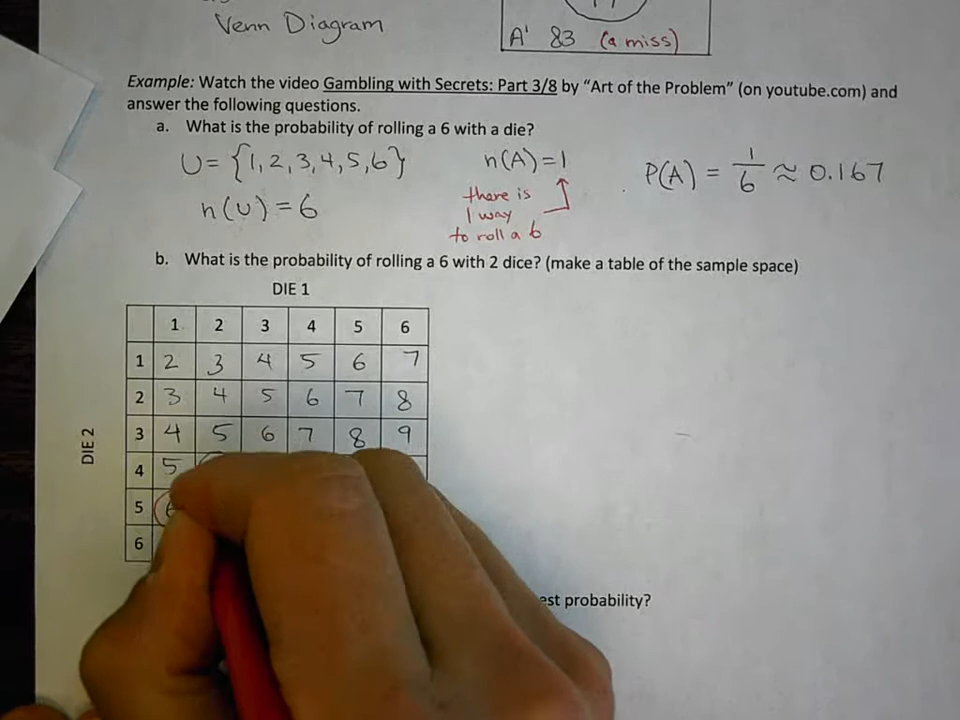 Venn Diagram
A' 83 (a miss)
Example: Watch the video Gambling with Secrets: Part 3/8 by “Art of the Problem” (on youtube.com) and
answer the following questions.
a. What is the probability of rolling a 6 with a die?
U = {1, 2, 3, 4, 5, 6} n(A) = 1 P(A) = 1/6 ≈ 0.167
n(U) = 6
there is
1 way
to roll a 6
b. What is the probability of rolling a 6 with 2 dice? (make a table of the sample space)
DIE 1
1 2 3 4 5 6
1 2 3 4 5 6 7
2 3 4 5 6 7 8
3 4 5 6 7 8 9
DIE 2
4 5
5
6
probability?